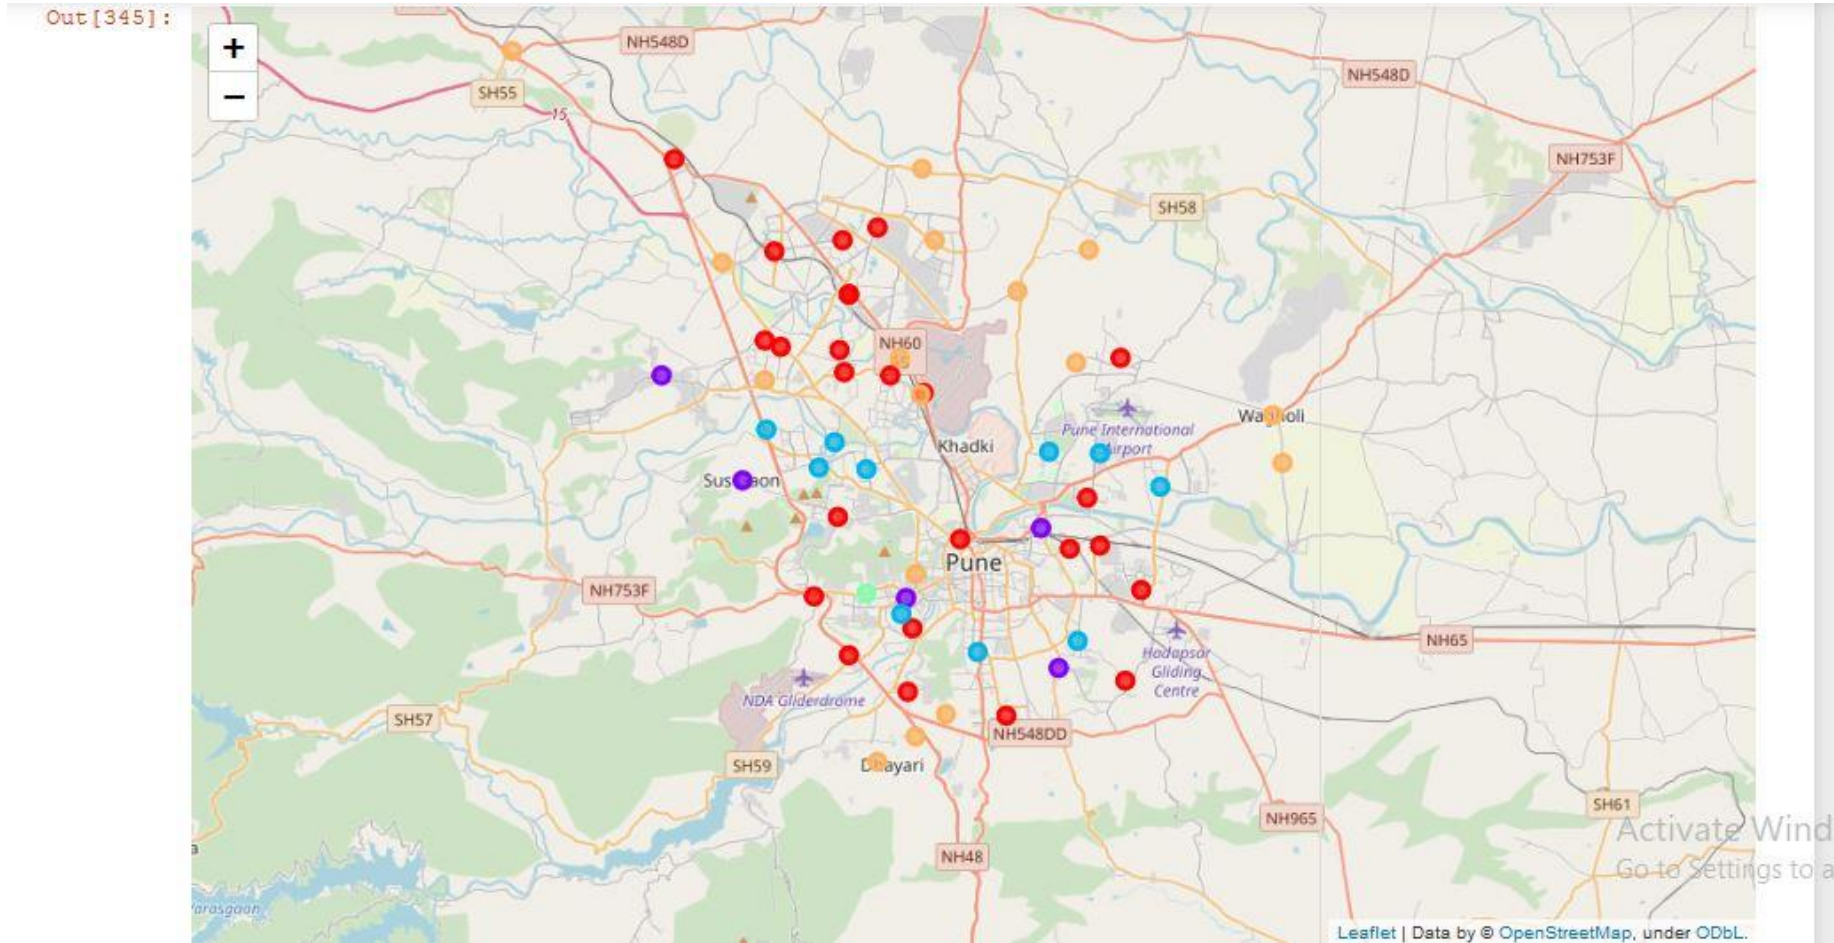 Out[345]:
+
−
NH548D
NH548D
SH55
15
NH753F
SH58
NH60
Khadki
Pune International
Airport
Pune
NH753F
NH65
Hadapsar
Gliding
Centre
NDA Gliderdrome
SH57
NH548DD
SH59
SH61
NH965
NH48
Activate Wind
Go to Settings to a
Leaflet | Data by © OpenStreetMap, under ODbL.